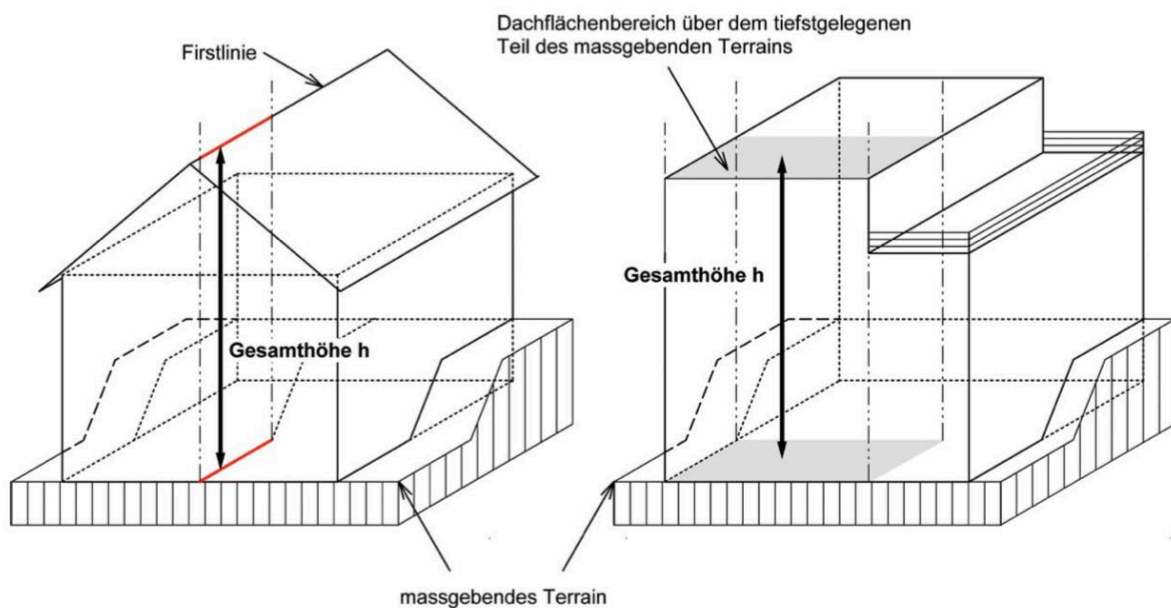 Firstlinie
Dachflächenbereich über dem tiefstgelegenen
Teil des massgebenden Terrains
Gesamthöhe h
Gesamthöhe h
massgebendes Terrain